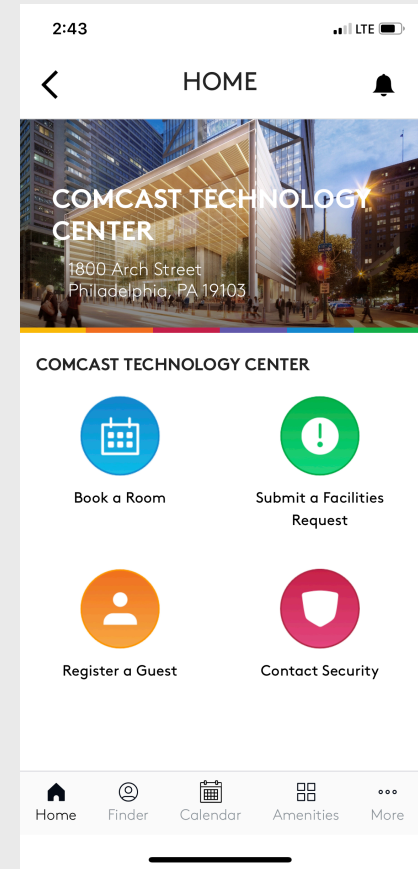 2:43
LTE
HOME
COMCAST TECHNOLOGY
CENTER
1800 Arch Street
Philadelphia, PA 19103
COMCAST TECHNOLOGY CENTER
Book a Room
Submit a Facilities
Request
Register a Guest
Contact Security
Home Finder Calendar Amenities More